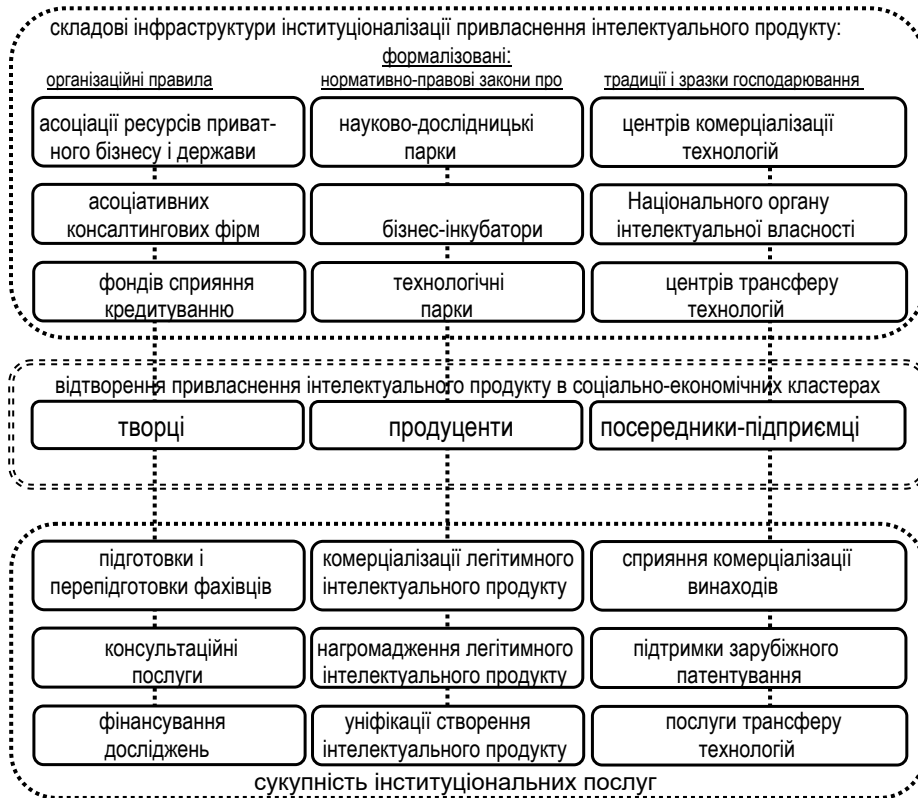 складові інфраструктури інституціоналізації привласнення інтелектуального продукту:
формалізовані:
організаційні правила
нормативно-правові закони про
традиції і зразки господарювання
асоціації ресурсів приват-
ного бізнесу і держави
науково-дослідницькі
парки
центрів комерціалізації
технологій
асоціативних
консалтингових фірм
бізнес-інкубатори
Національного органу
інтелектуальної власності
фондів сприяння
кредитуванню
технологічні
парки
центрів трансферу
технологій
відтворення привласнення інтелектуального продукту в соціально-економічних кластерах
творці
продуценти
посередники-підприємці
підготовки і
перепідготовки фахівців
комерціалізації легітимного
інтелектуального продукту
сприяння комерціалізації
винаходів
консультаційні
послуги
нагромадження легітимного
інтелектуального продукту
підтримки зарубіжного
патентування
фінансування
досліджень
уніфікації створення
інтелектуального продукту
послуги трансферу
технологій
сукупність інституціональних послуг